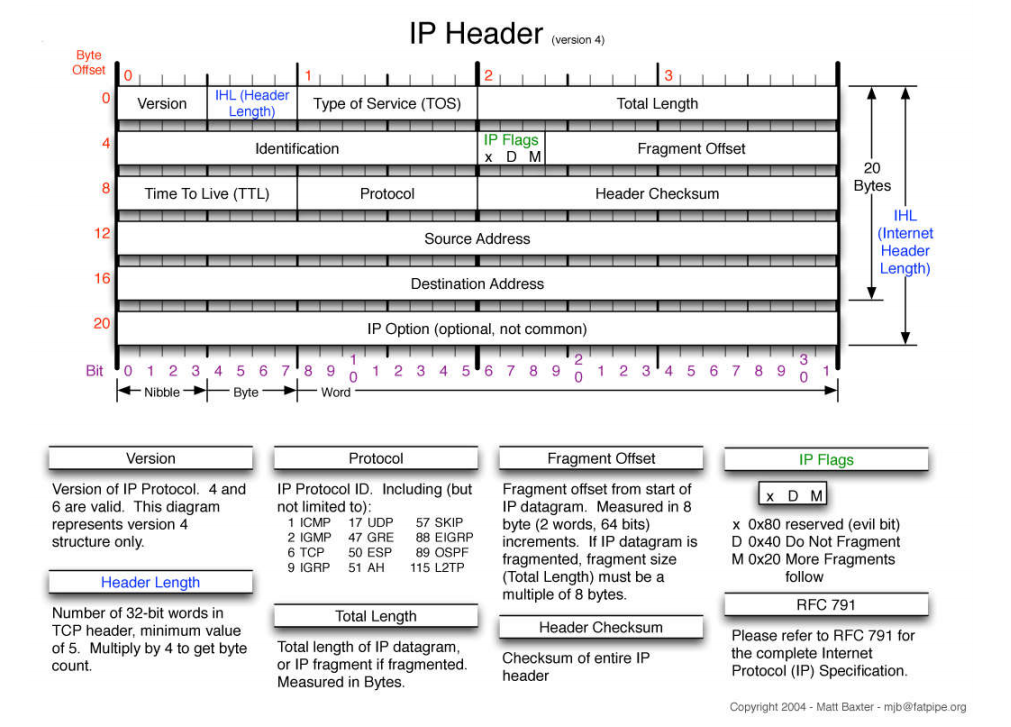 IP Header (version 4)
Byte
Offset
0 1 2 3
0 Version IHL (Header Length) Type of Service (TOS) Total Length
4 Identification IP Flags x D M Fragment Offset
8 Time To Live (TTL) Protocol Header Checksum
12 Source Address
16 Destination Address
20 IP Option (optional, not common)
20
Bytes
IHL
(Internet
Header
Length)
Bit 0 1 2 3 4 5 6 7 8 9 10 1 2 3 4 5 6 7 8 9 20 1 2 3 4 5 6 7 8 9 30 1
Nibble Byte Word
Version
Version of IP Protocol. 4 and
6 are valid. This diagram
represents version 4
structure only.
Header Length
Number of 32-bit words in
TCP header, minimum value
of 5. Multiply by 4 to get byte
count.
Protocol
IP Protocol ID. Including (but
not limited to):
1 ICMP 17 UDP 57 SKIP
2 IGMP 47 GRE 88 EIGRP
6 TCP 50 ESP 89 OSPF
9 IGRP 51 AH 115 L2TP
Total Length
Total length of IP datagram,
or IP fragment if fragmented.
Measured in Bytes.
Fragment Offset
Fragment offset from start of
IP datagram. Measured in 8
byte (2 words, 64 bits)
increments. If IP datagram is
fragmented, fragment size
(Total Length) must be a
multiple of 8 bytes.
Header Checksum
Checksum of entire IP
header
IP Flags
x D M
x 0x80 reserved (evil bit)
D 0x40 Do Not Fragment
M 0x20 More Fragments
follow
RFC 791
Please refer to RFC 791 for
the complete Internet
Protocol (IP) Specification.
Copyright 2004 - Matt Baxter - mjb@fatpipe.org